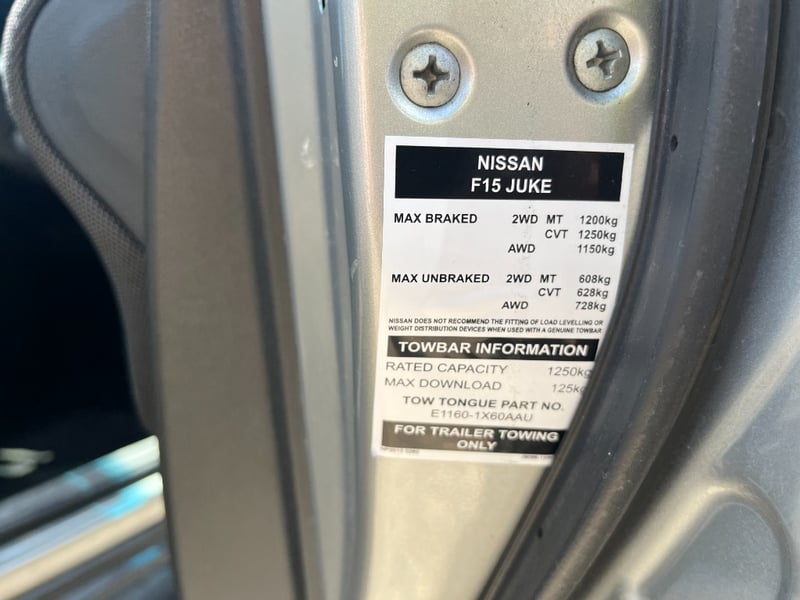 NISSAN
F15 JUKE
MAX BRAKED 2WD MT 1200kg
CVT 1250kg
AWD 1150kg
MAX UNBRAKED 2WD MT 608kg
CVT 628kg
AWD 728kg
NISSAN DOES NOT RECOMMEND THE FITTING OF LOAD LEVELLING OR
WEIGHT DISTRIBUTION DEVICES WHEN USED WITH A GENUINE TOWBAR
TOWBAR INFORMATION
RATED CAPACITY 1250kg
MAX DOWNLOAD 125kg
TOW TONGUE PART NO.
E1160-1X60AAU
FOR TRAILER TOWING
ONLY